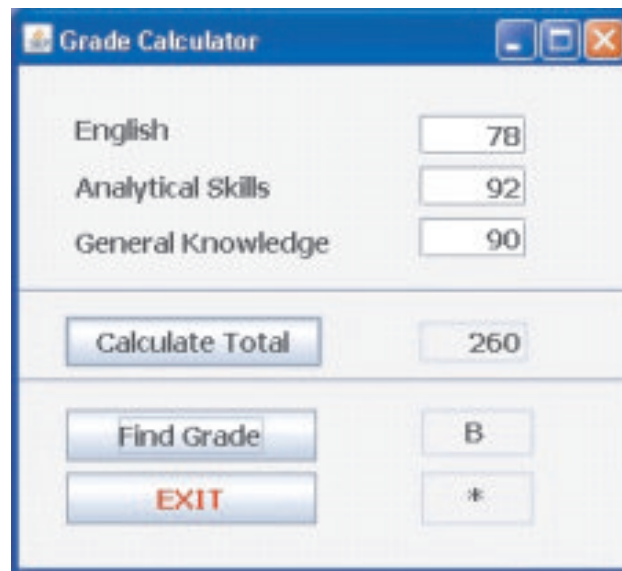 Grade Calculator
English 78
Analytical Skills 92
General Knowledge 90
Calculate Total 260
Find Grade B
EXIT *